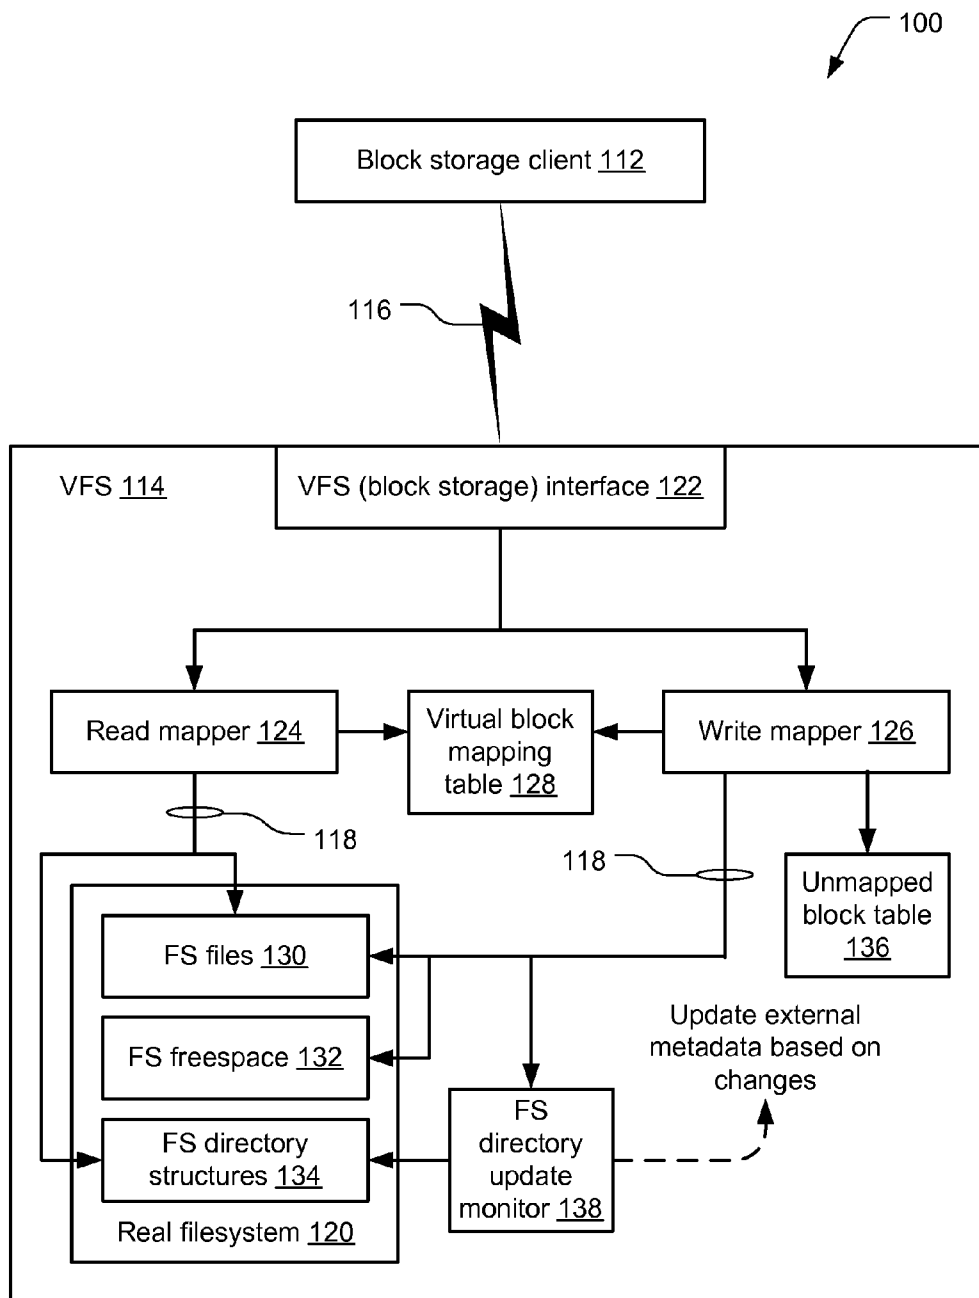 100
Block storage client 112
116
VFS 114
VFS (block storage) interface 122
Read mapper 124
Virtual block
mapping
table 128
Write mapper 126
118
118
Unmapped
block table
136
FS files 130
FS freespace 132
FS directory
structures 134
Real filesystem 120
FS
directory
update
monitor 138
Update external
metadata based on
changes